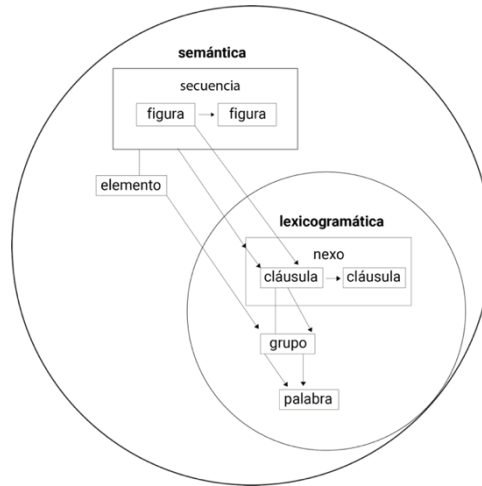 semántica
secuencia
figura figura
elemento
lexicogramática
nexo
cláusula cláusula
grupo
palabra